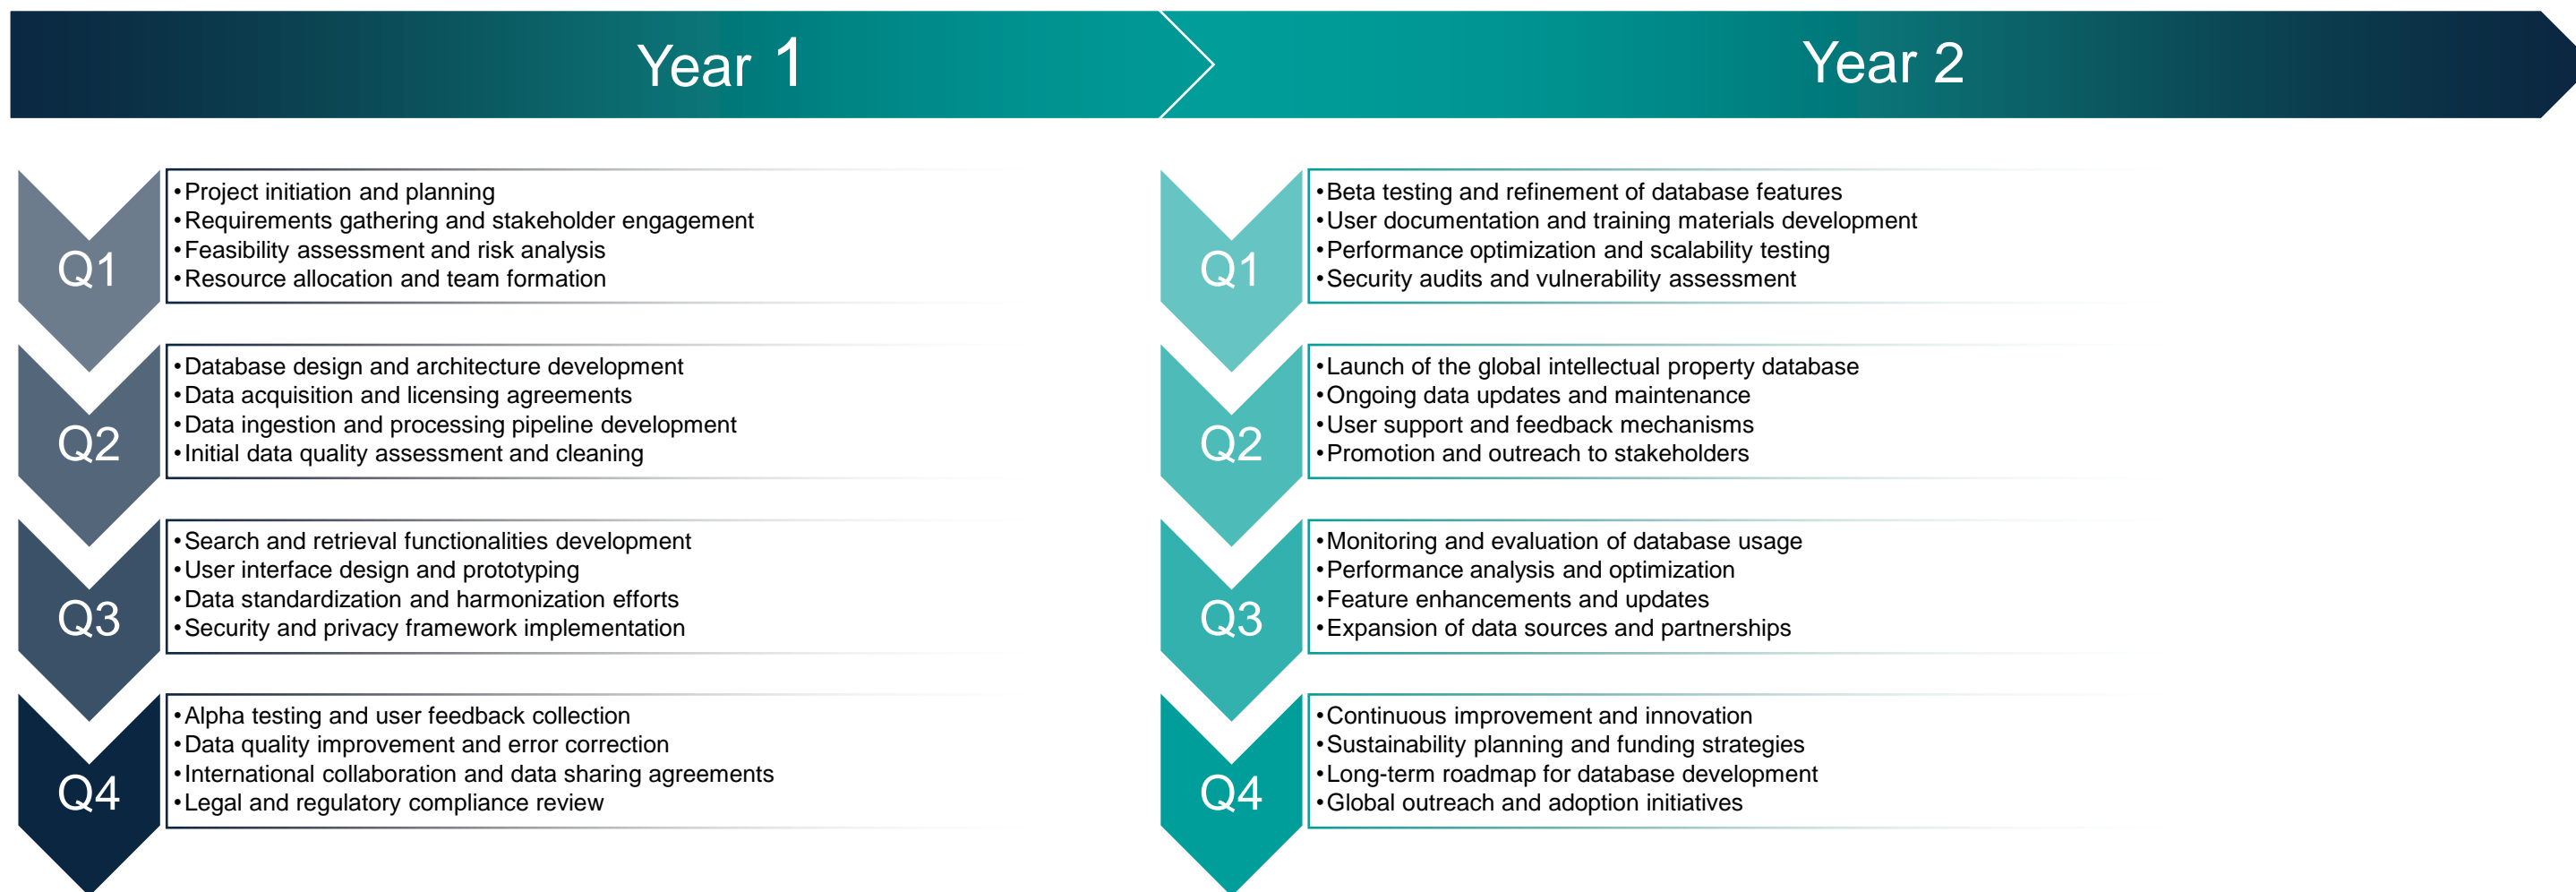 Year 1
Year 2
Q1
•Project initiation and planning
•Requirements gathering and stakeholder engagement
•Feasibility assessment and risk analysis
•Resource allocation and team formation
Q2
•Database design and architecture development
•Data acquisition and licensing agreements
•Data ingestion and processing pipeline development
•Initial data quality assessment and cleaning
Q3
•Search and retrieval functionalities development
•User interface design and prototyping
•Data standardization and harmonization efforts
•Security and privacy framework implementation
Q4
•Alpha testing and user feedback collection
•Data quality improvement and error correction
•International collaboration and data sharing agreements
•Legal and regulatory compliance review
Q1
•Beta testing and refinement of database features
•User documentation and training materials development
•Performance optimization and scalability testing
•Security audits and vulnerability assessment
Q2
•Launch of the global intellectual property database
•Ongoing data updates and maintenance
•User support and feedback mechanisms
•Promotion and outreach to stakeholders
Q3
•Monitoring and evaluation of database usage
•Performance analysis and optimization
•Feature enhancements and updates
•Expansion of data sources and partnerships
Q4
•Continuous improvement and innovation
•Sustainability planning and funding strategies
•Long-term roadmap for database development
•Global outreach and adoption initiatives